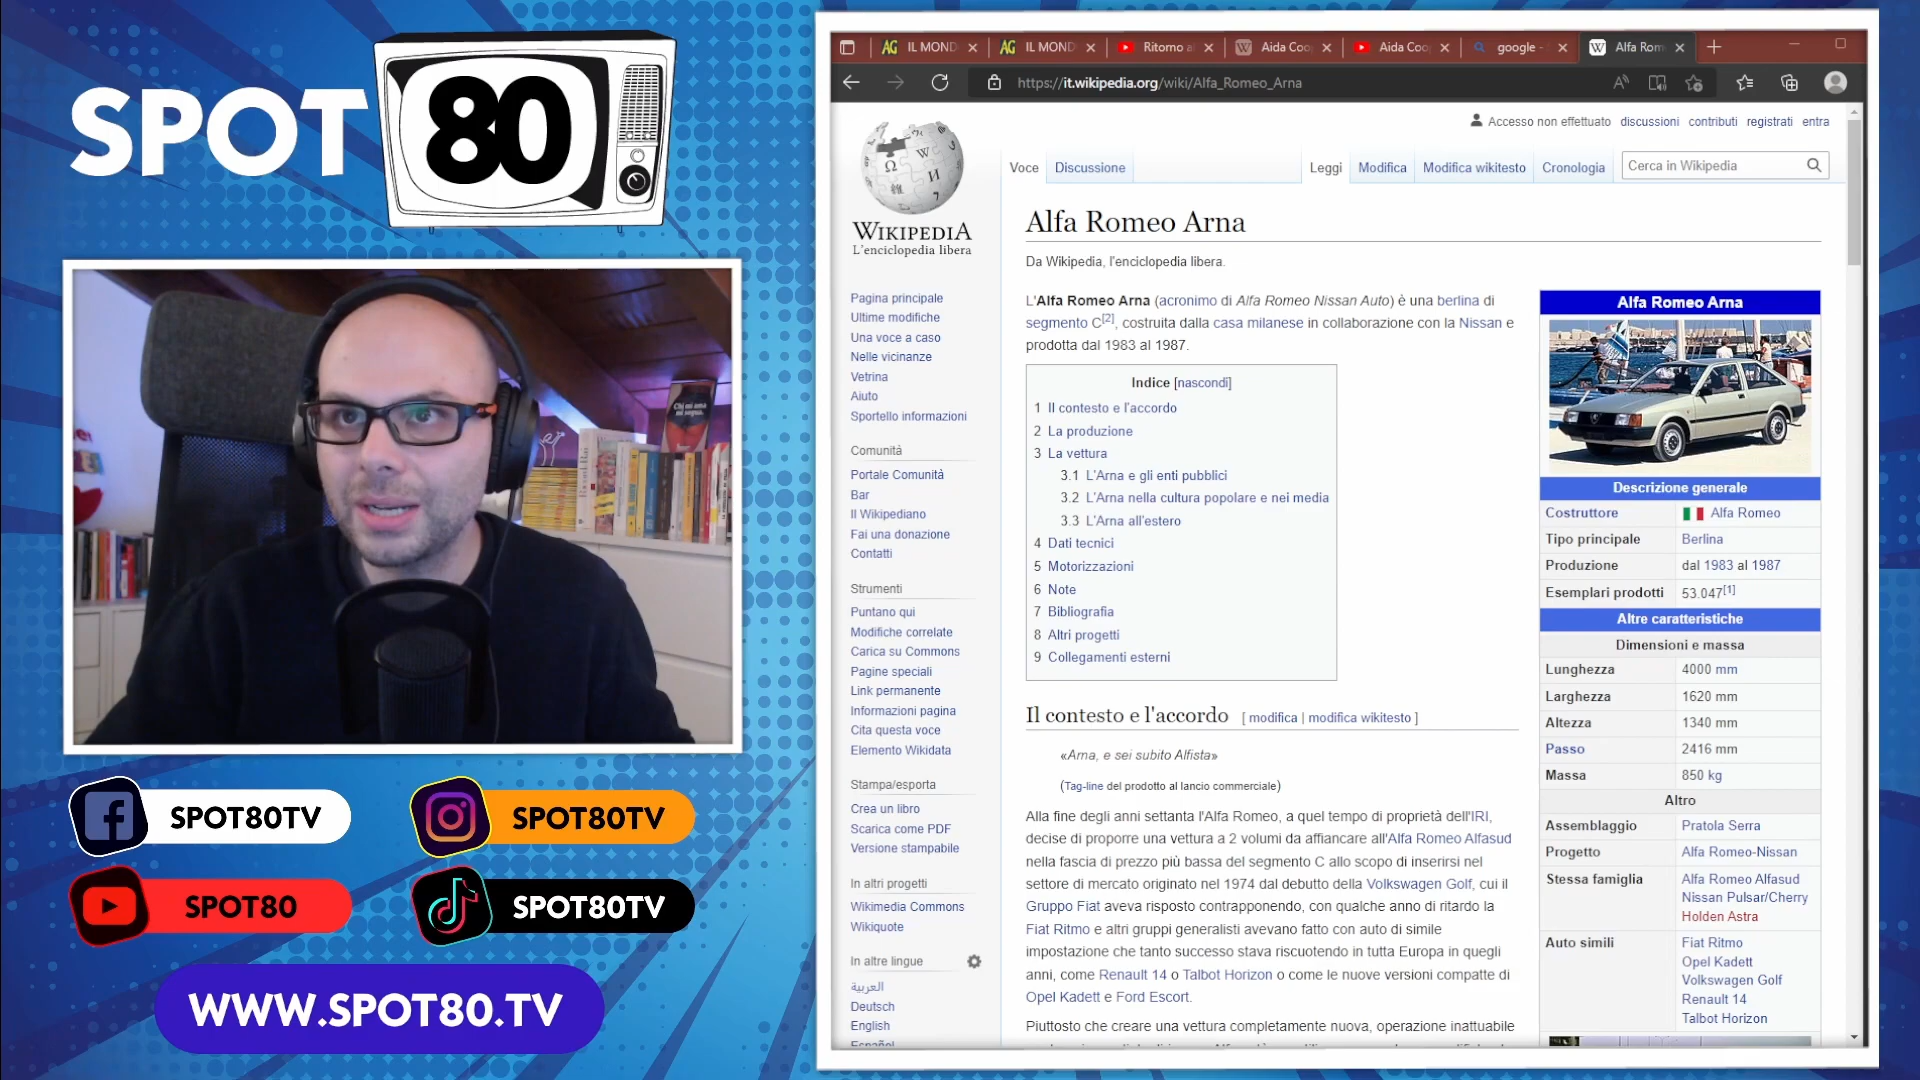 SPOT 80
SPOT80TV
SPOT80TV
SPOT80
SPOT80TV
WWW.SPOT80.TV
IL MOND
IL MOND
Ritorno a
Aida Coo
Aida Coo
google -
Alfa Rom
https://it.wikipedia.org/wiki/Alfa_Romeo_Arna
WIKIPEDIA
L'enciclopedia libera
Accesso non effettuato discussioni contributi registrati entra
Voce Discussione Leggi Modifica Modifica wikitesto Cronologia Cerca in Wikipedia
Pagina principale
Ultime modifiche
Una voce a caso
Nelle vicinanze
Vetrina
Aiuto
Sportello informazioni
Comunità
Portale Comunità
Bar
Il Wikipediano
Fai una donazione
Contatti
Strumenti
Puntano qui
Modifiche correlate
Carica su Commons
Pagine speciali
Link permanente
Informazioni pagina
Cita questa voce
Elemento Wikidata
Stampa/esporta
Crea un libro
Scarica come PDF
Versione stampabile
In altri progetti
Wikimedia Commons
Wikiquote
In altre lingue
العربية
Deutsch
English
Español
Alfa Romeo Arna
Da Wikipedia, l'enciclopedia libera.
L'Alfa Romeo Arna (acronimo di Alfa Romeo Nissan Auto) è una berlina di
segmento C[2], costruita dalla casa milanese in collaborazione con la Nissan e
prodotta dal 1983 al 1987.
Indice [nascondi]
1 Il contesto e l'accordo
2 La produzione
3 La vettura
3.1 L'Arna e gli enti pubblici
3.2 L'Arna nella cultura popolare e nei media
3.3 L'Arna all'estero
4 Dati tecnici
5 Motorizzazioni
6 Note
7 Bibliografia
8 Altri progetti
9 Collegamenti esterni
Il contesto e l'accordo [ modifica | modifica wikitesto ]
«Arna, e sei subito Alfista»
(Tag-line del prodotto al lancio commerciale)
Alla fine degli anni settanta l'Alfa Romeo, a quel tempo di proprietà dell'IRI,
decise di proporre una vettura a 2 volumi da affiancare all'Alfa Romeo Alfasud
nella fascia di prezzo più bassa del segmento C allo scopo di inserirsi nel
settore di mercato originato nel 1974 dal debutto della Volkswagen Golf, cui il
Gruppo Fiat aveva risposto contrapponendo, con qualche anno di ritardo la
Fiat Ritmo e altri gruppi generalisti avevano fatto con auto di simile
impostazione che tanto successo stava riscuotendo in tutta Europa in quegli
anni, come Renault 14 o Talbot Horizon o come le nuove versioni compatte di
Opel Kadett e Ford Escort.
Piuttosto che creare una vettura completamente nuova, operazione inattuabile
Alfa Romeo Arna
Descrizione generale
Costruttore Alfa Romeo
Tipo principale Berlina
Produzione dal 1983 al 1987
Esemplari prodotti 53.047[1]
Altre caratteristiche
Dimensioni e massa
Lunghezza 4000 mm
Larghezza 1620 mm
Altezza 1340 mm
Passo 2416 mm
Massa 850 kg
Altro
Assemblaggio Pratola Serra
Progetto Alfa Romeo-Nissan
Stessa famiglia Alfa Romeo Alfasud
Nissan Pulsar/Cherry
Holden Astra
Auto simili Fiat Ritmo
Opel Kadett
Volkswagen Golf
Renault 14
Talbot Horizon